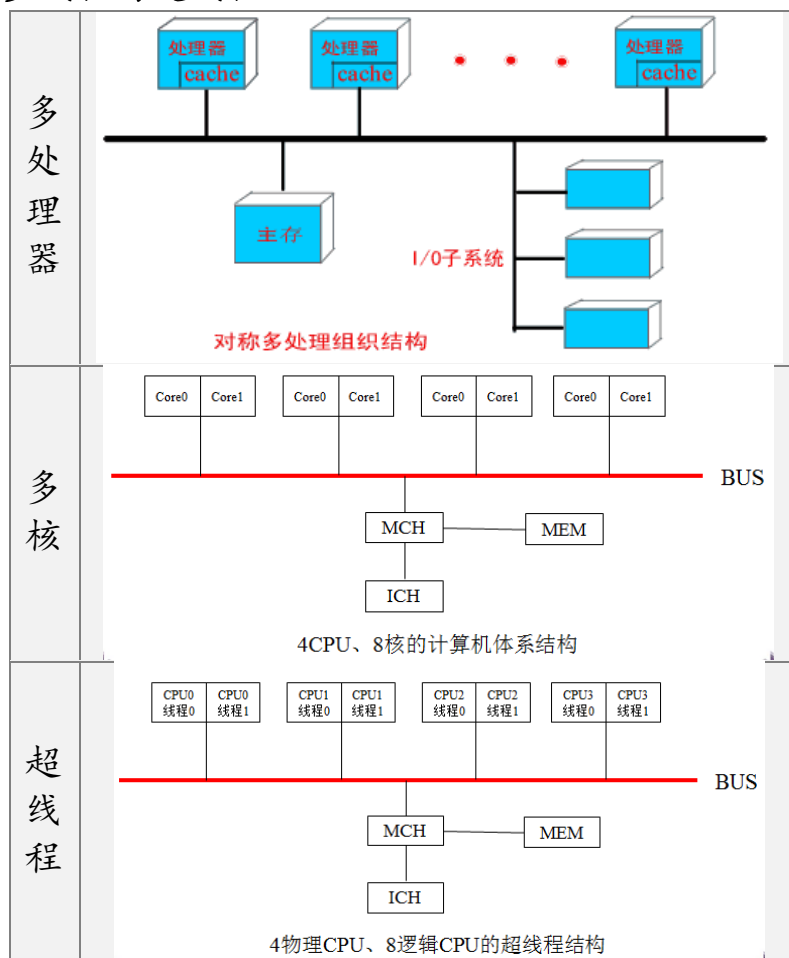 多处理器
处理器 处理器 处理器
cache cache cache
主存
I/O子系统
对称多处理组织结构
多核
Core0 Core1 Core0 Core1 Core0 Core1 Core0 Core1
BUS
MCH MEM
ICH
4CPU、8核的计算机体系结构
超线程
CPU0 CPU0 CPU1 CPU1 CPU2 CPU2 CPU3 CPU3
线程0 线程1 线程0 线程1 线程0 线程1 线程0 线程1
BUS
MCH MEM
ICH
4物理CPU、8逻辑CPU的超线程结构